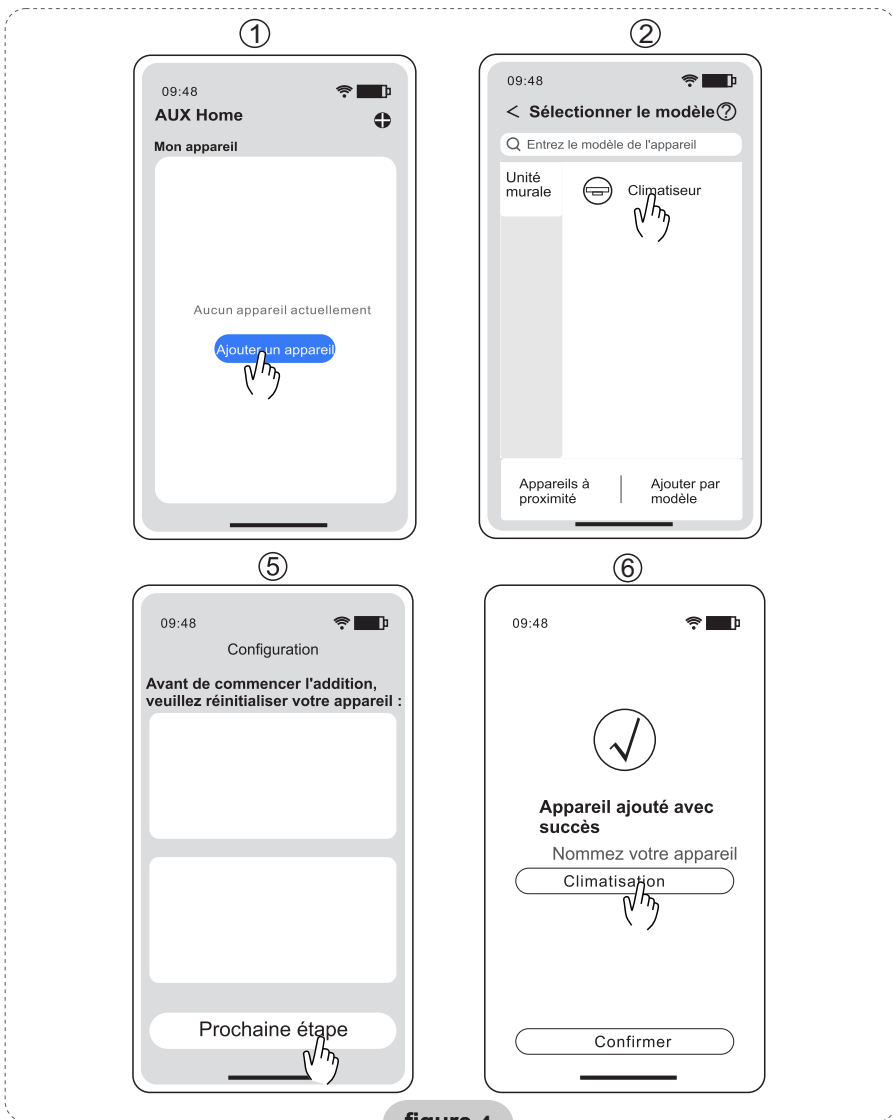 ①
09:48
AUX Home
Mon appareil
Aucun appareil actuellement
Ajouter un appareil
②
09:48
< Sélectionner le modèle ?
Entrez le modèle de l'appareil
Unité
murale
Climatiseur
Appareils à
proximité
Ajouter par
modèle
⑤
09:48
Configuration
Avant de commencer l'addition,
veuillez réinitialiser votre appareil :
Prochaine étape
⑥
09:48
Appareil ajouté avec
succès
Nommez votre appareil
Climatisation
Confirmer
figure